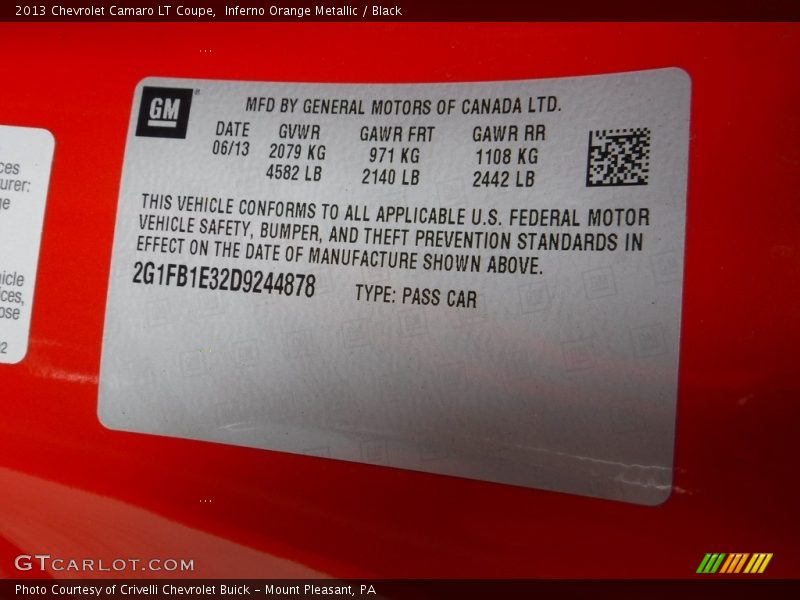 2013 Chevrolet Camaro LT Coupe,  Inferno Orange Metallic / Black
GM
MFD BY GENERAL MOTORS OF CANADA LTD.
DATE GVWR GAWR FRT GAWR RR
06/13 2079 KG 971 KG 1108 KG
4582 LB 2140 LB 2442 LB
THIS VEHICLE CONFORMS TO ALL APPLICABLE U.S. FEDERAL MOTOR
VEHICLE SAFETY, BUMPER, AND THEFT PREVENTION STANDARDS IN
EFFECT ON THE DATE OF MANUFACTURE SHOWN ABOVE.
2G1FB1E32D9244878 TYPE: PASS CAR
GTCARLOT.COM
Photo Courtesy of Crivelli Chevrolet Buick - Mount Pleasant, PA